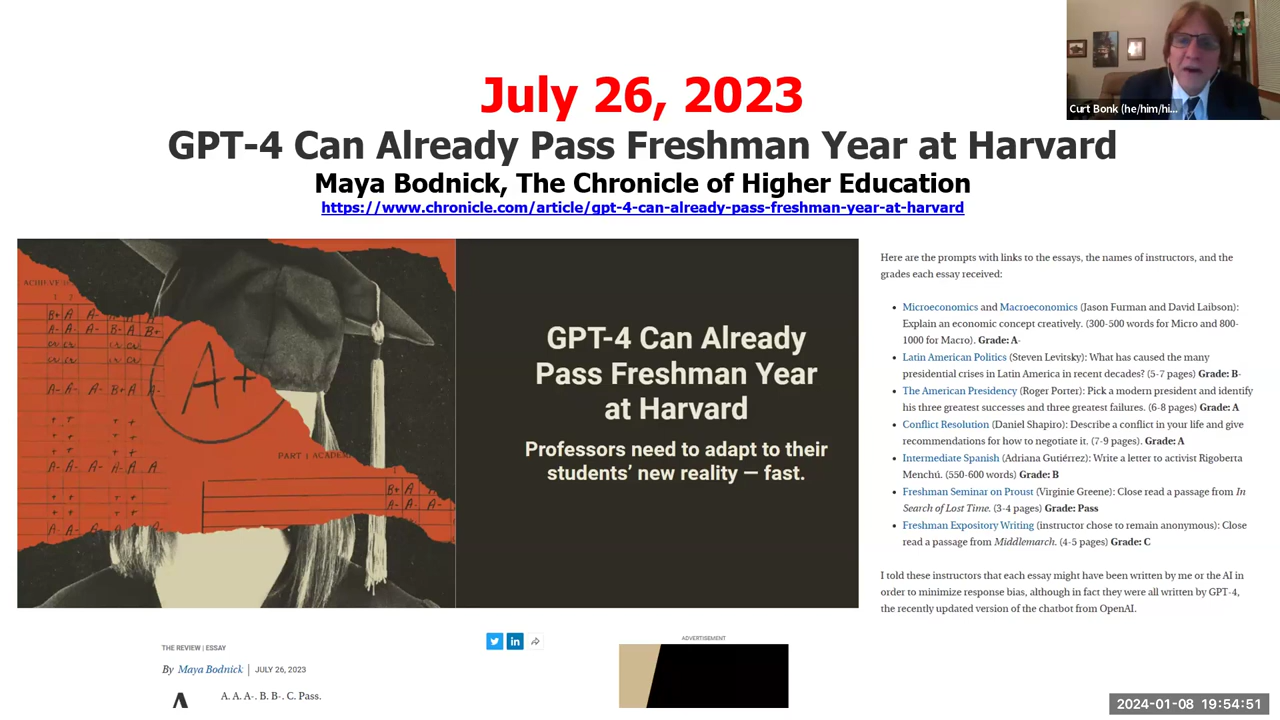 July 26, 2023
GPT-4 Can Already Pass Freshman Year at Harvard
Maya Bodnick, The Chronicle of Higher Education
https://www.chronicle.com/article/gpt-4-can-already-pass-freshman-year-at-harvard
Curt Bonk (he/him/hi...
1
B+ A A- B A A
A- A A- B- A B+
A- A A- B+ A A-
A+
PART 1 ACADEM
A- A A- A A- A
1
B+ A
A- A-
GPT-4 Can Already
Pass Freshman Year
at Harvard
Professors need to adapt to their
students’ new reality — fast.
Here are the prompts with links to the essays, the names of instructors, and the
grades each essay received:
• Microeconomics and Macroeconomics (Jason Furman and David Laibson):
Explain an economic concept creatively. (300-500 words for Micro and 800-
1000 for Macro). Grade: A-
• Latin American Politics (Steven Levitsky): What has caused the many
presidential crises in Latin America in recent decades? (5-7 pages) Grade: B-
• The American Presidency (Roger Porter): Pick a modern president and identify
his three greatest successes and three greatest failures. (6-8 pages) Grade: A
• Conflict Resolution (Daniel Shapiro): Describe a conflict in your life and give
recommendations for how to negotiate it. (7-9 pages). Grade: A
• Intermediate Spanish (Adriana Gutiérrez): Write a letter to activist Rigoberta
Menchú. (550-600 words) Grade: B
• Freshman Seminar on Proust (Virginie Greene): Close read a passage from In
Search of Lost Time. (3-4 pages) Grade: Pass
• Freshman Expository Writing (instructor chose to remain anonymous): Close
read a passage from Middlemarch. (4-5 pages) Grade: C
I told these instructors that each essay might have been written by me or the AI in
order to minimize response bias, although in fact they were all written by GPT-4,
the recently updated version of the chatbot from OpenAI.
THE REVIEW | ESSAY
By Maya Bodnick | JULY 26, 2023
A A. A. A-. B. B-. C. Pass.
in
ADVERTISEMENT
2024-01-08 19:54:51